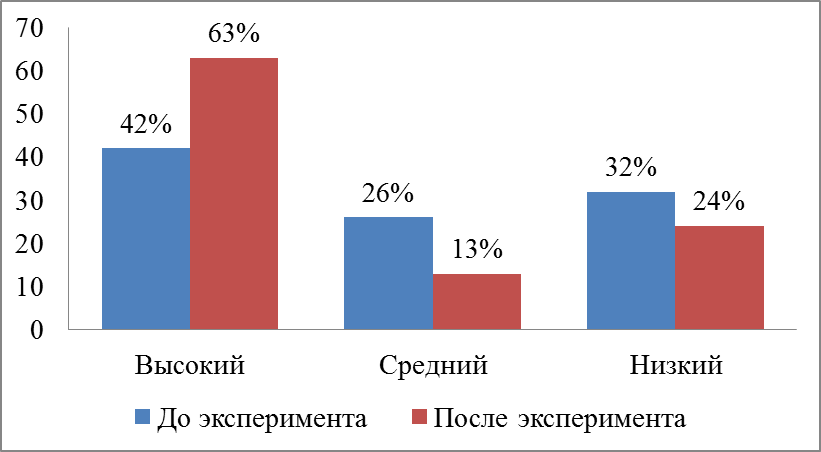 70
60
50
40
30
20
10
0
42%
63%
26%
13%
32%
24%
Высокий
Средний
Низкий
До эксперимента
После эксперимента